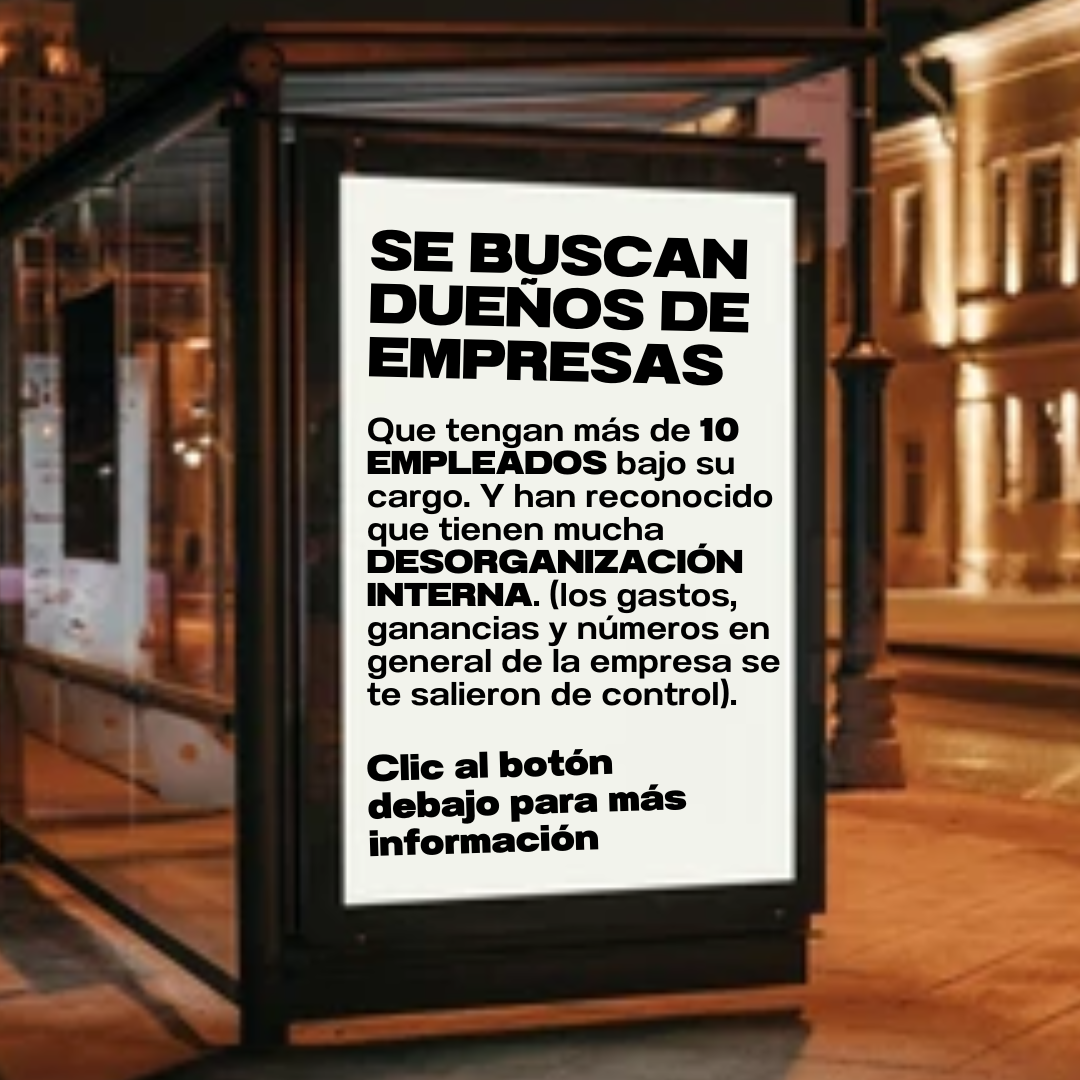 SE BUSCAN
DUEÑOS DE
EMPRESAS
Que tengan más de 10
EMPLEADOS bajo su
cargo. Y han reconocido
que tienen mucha
DESORGANIZACIÓN
INTERNA. (los gastos,
ganancias y números en
general de la empresa se
te salieron de control).
Clic al botón
debajo para más
información